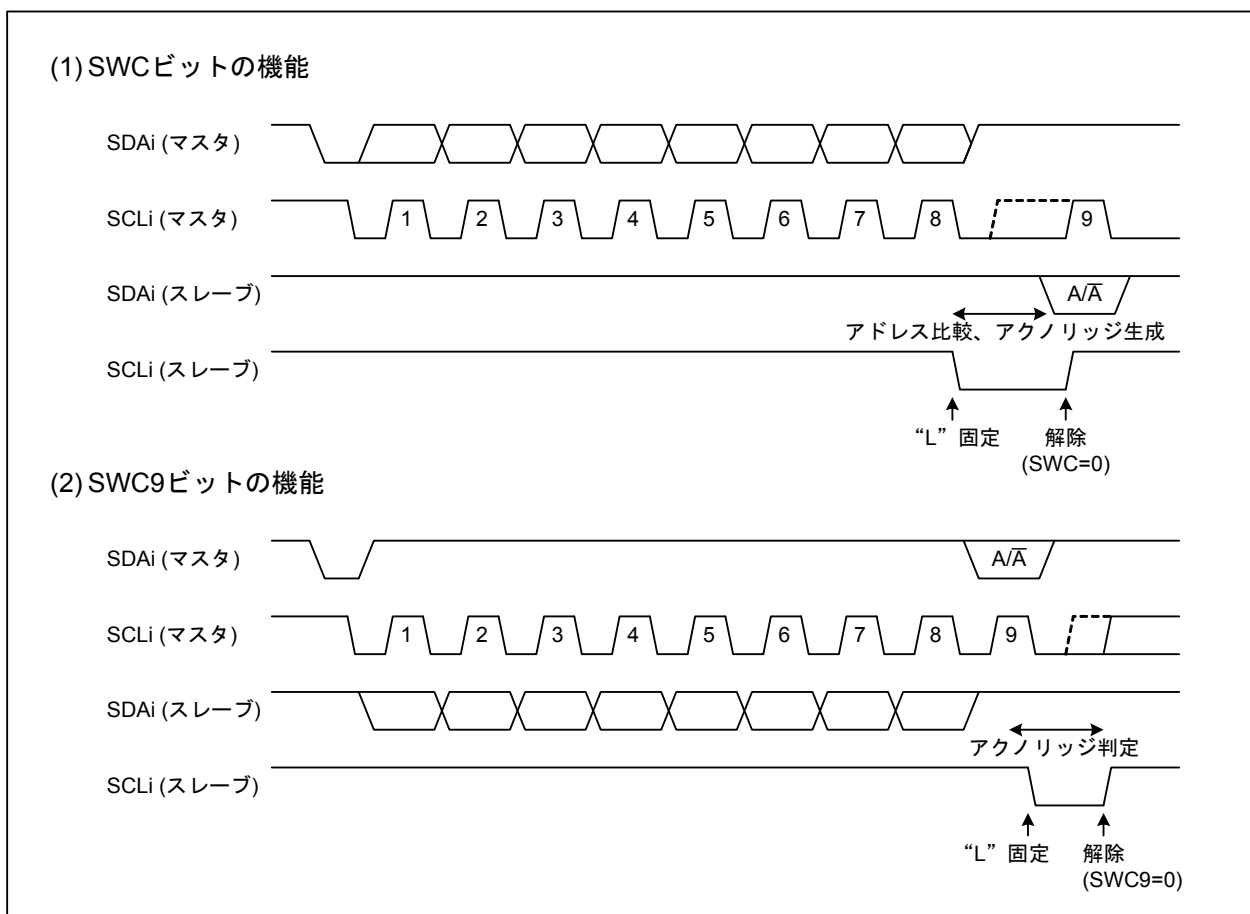 (1) SWCビットの機能
SDAi (マスタ)
SCLi (マスタ)
1 2 3 4 5 6 7 8 9
SDAi (スレーブ)
A/A̅
アドレス比較、アクノリッジ生成
SCLi (スレーブ)
“L” 固定
解除
(SWC=0)
(2) SWC9ビットの機能
SDAi (マスタ)
A/A̅
SCLi (マスタ)
1 2 3 4 5 6 7 8 9
SDAi (スレーブ)
アクノリッジ判定
SCLi (スレーブ)
“L” 固定
解除
(SWC9=0)